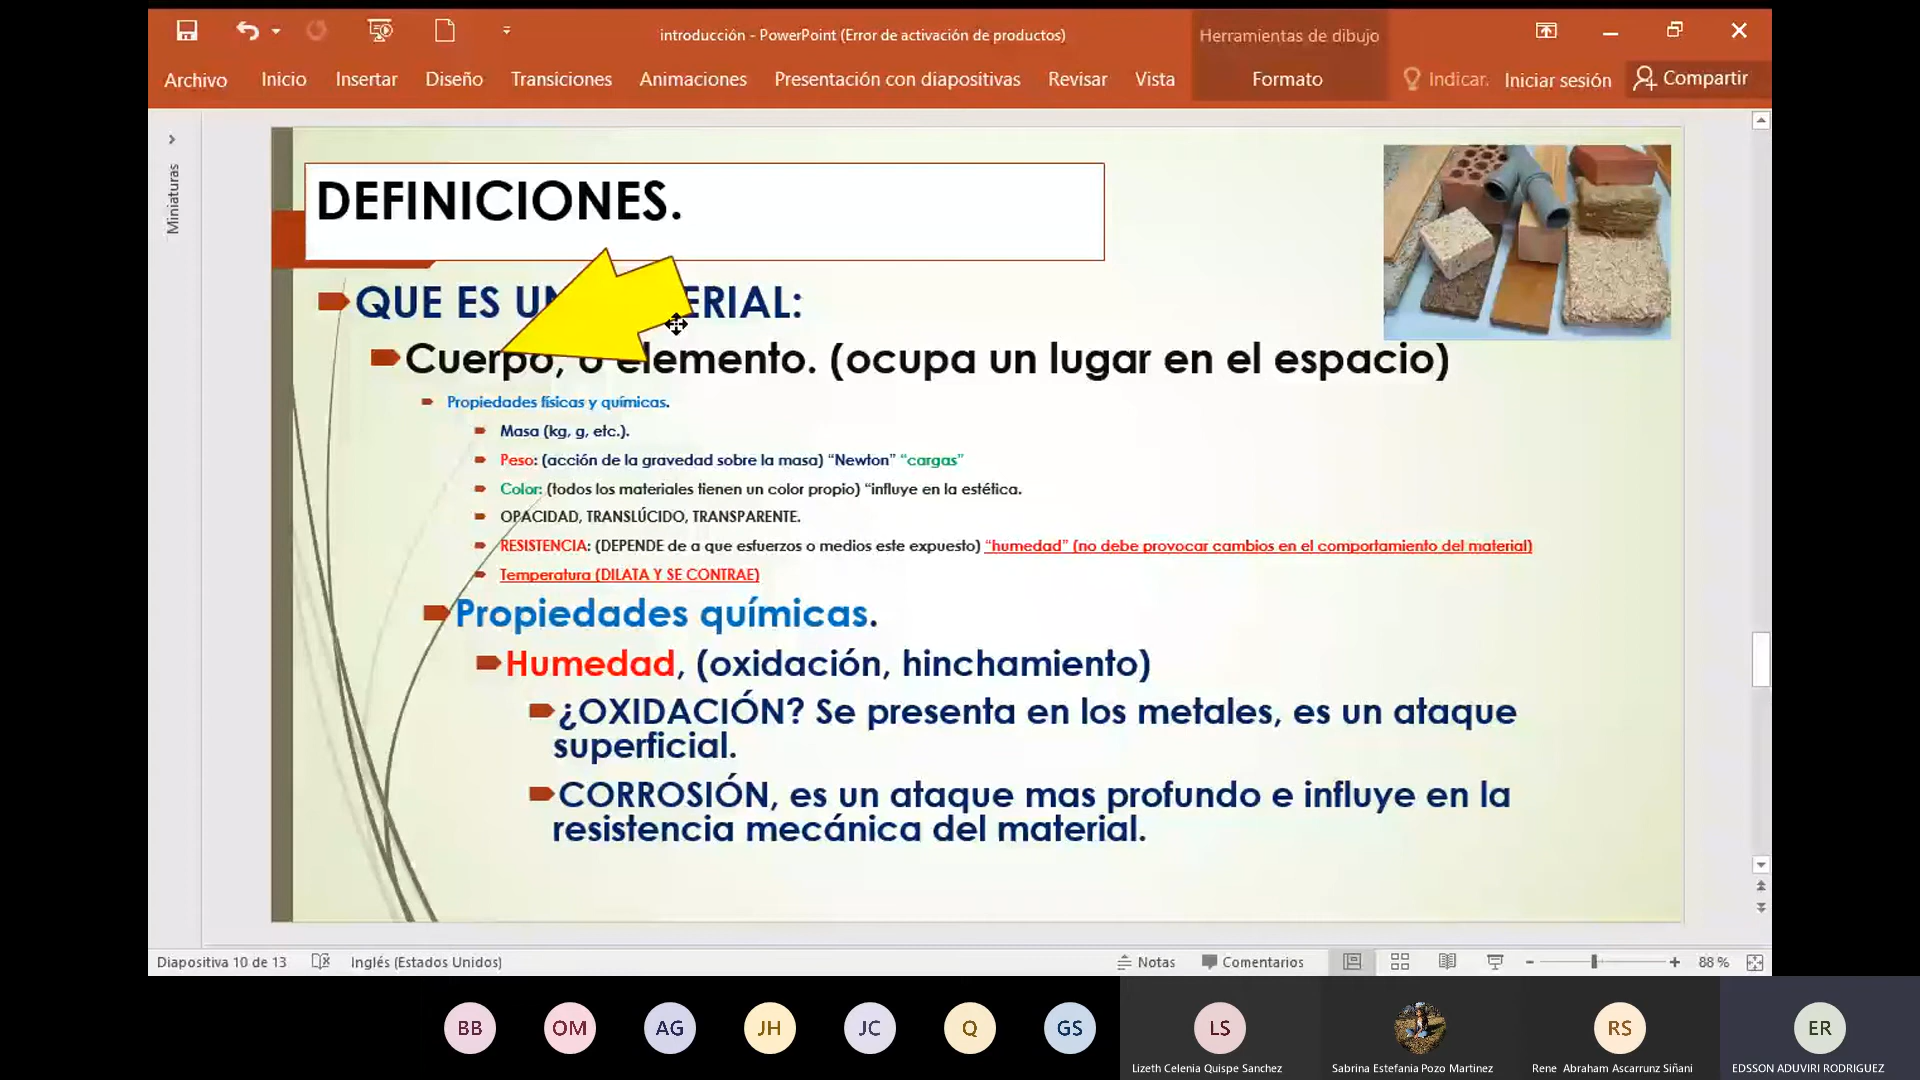 introducción - PowerPoint (Error de activación de productos)
Herramientas de dibujo
Archivo Inicio Insertar Diseño Transiciones Animaciones Presentación con diapositivas Revisar Vista Formato Indicar. Iniciar sesión Compartir
Miniaturas
DEFINICIONES.
QUE ES UN ERIAL:
Cuerpo, o elemento. (ocupa un lugar en el espacio)
Propiedades físicas y químicas.
Masa (kg, g, etc.).
Peso: (acción de la gravedad sobre la masa) “Newton” “cargas”
Color: (todos los materiales tienen un color propio) “influye en la estética.
OPACIDAD, TRANSLÚCIDO, TRANSPARENTE.
RESISTENCIA: (DEPENDE de a que esfuerzos o medios este expuesto) “humedad” (no debe provocar cambios en el comportamiento del material)
Temperatura (DILATA Y SE CONTRAE)
Propiedades químicas.
Humedad, (oxidación, hinchamiento)
¿OXIDACIÓN? Se presenta en los metales, es un ataque
superficial.
CORROSIÓN, es un ataque mas profundo e influye en la
resistencia mecánica del material.
Diapositiva 10 de 13 Inglés (Estados Unidos) Notas Comentarios 88 %
BB OM AG JH JC Q GS LS RS ER
Lizeth Celenia Quispe Sanchez Sabrina Estefania Pozo Martinez Rene Abraham Ascarrunz Siñani EDSSON ADUVIRI RODRIGUEZ